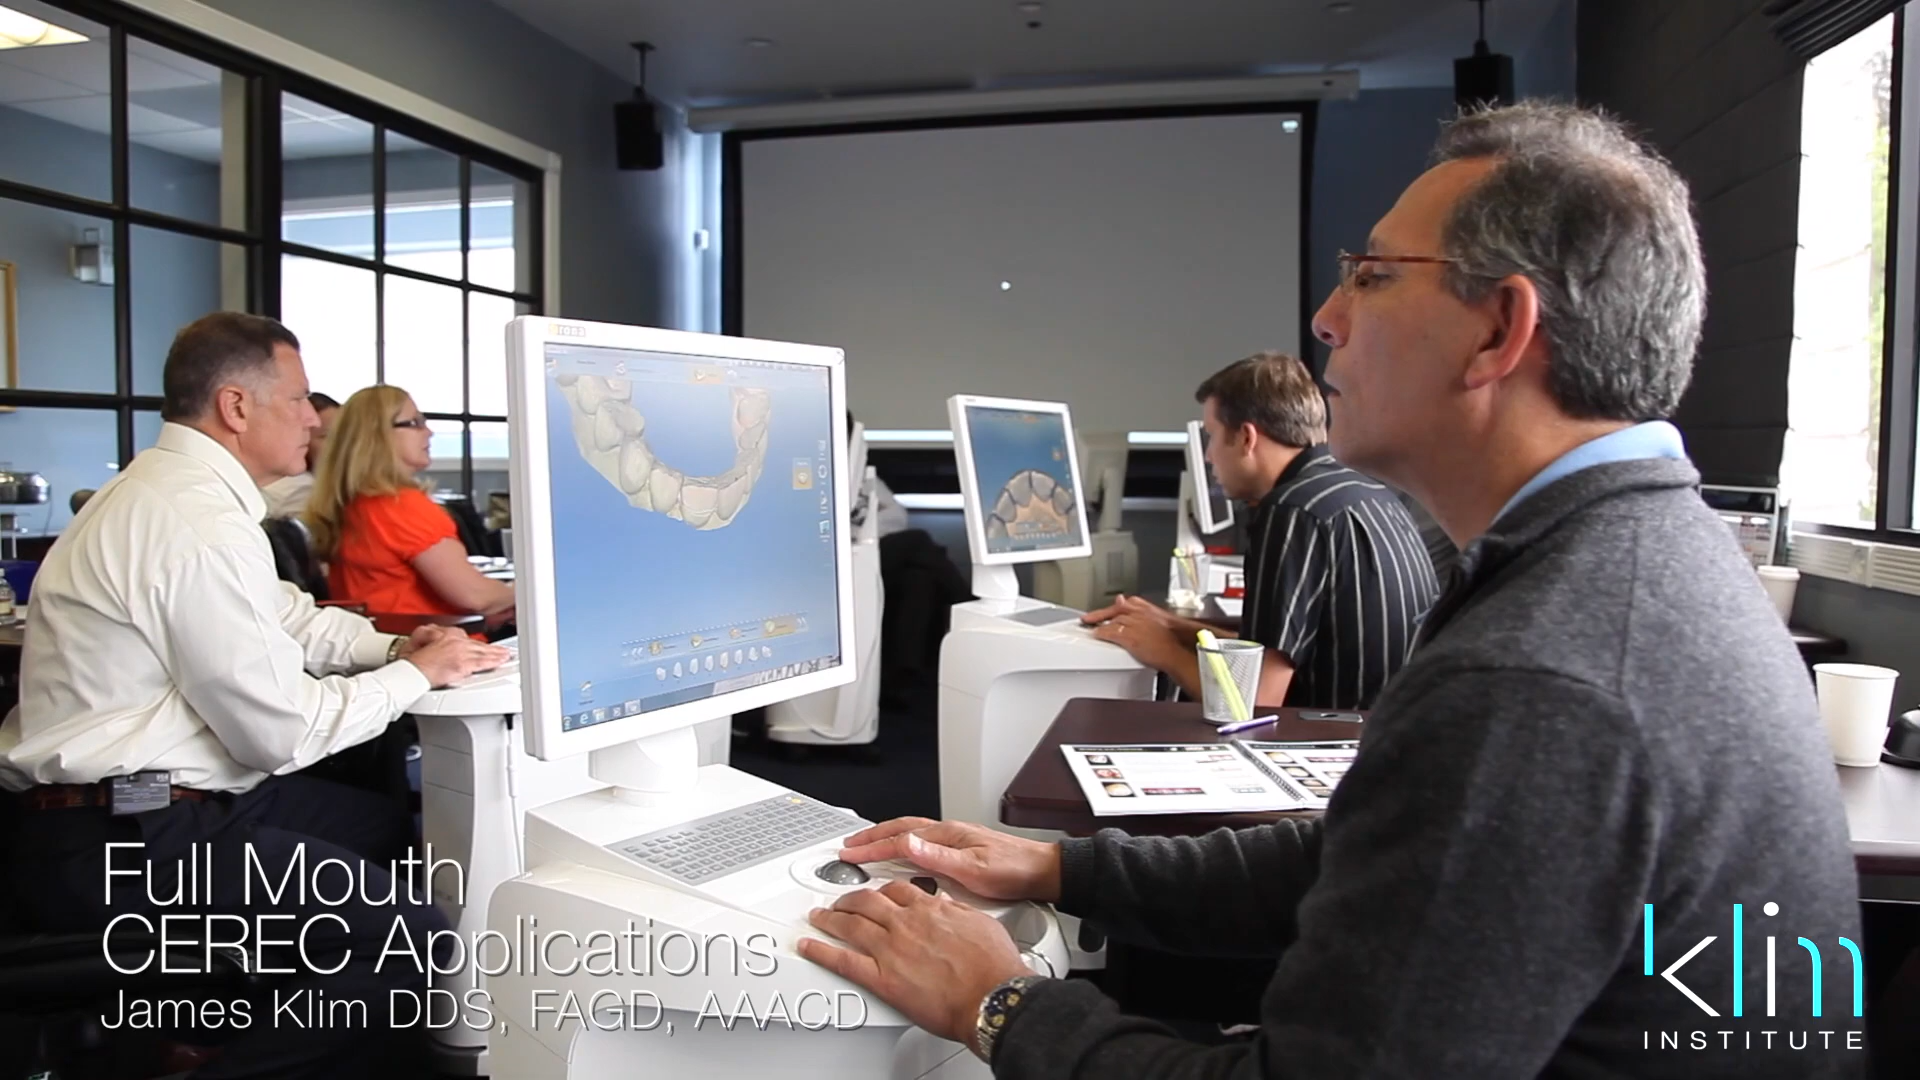 Full Mouth
CEREC Applications
James Klim DDS, FAGD, AAACD
klim
INSTITUTE